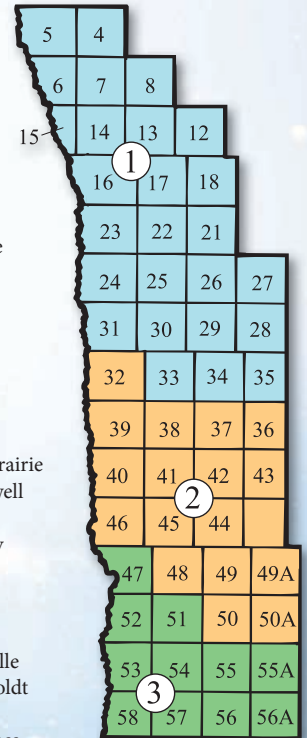 5 4
6 7 8
15 14 13 12
1
16 17 18
23 22 21
e
24 25 26 27
31 30 29 28
32 33 34 35
39 38 37 36
rairie
40 41 42 43
ell
2
46 45 44
47 48 49 49A
52 51 50 50A
lle
53 54 55 55A
oldt
3
58 57 56 56A